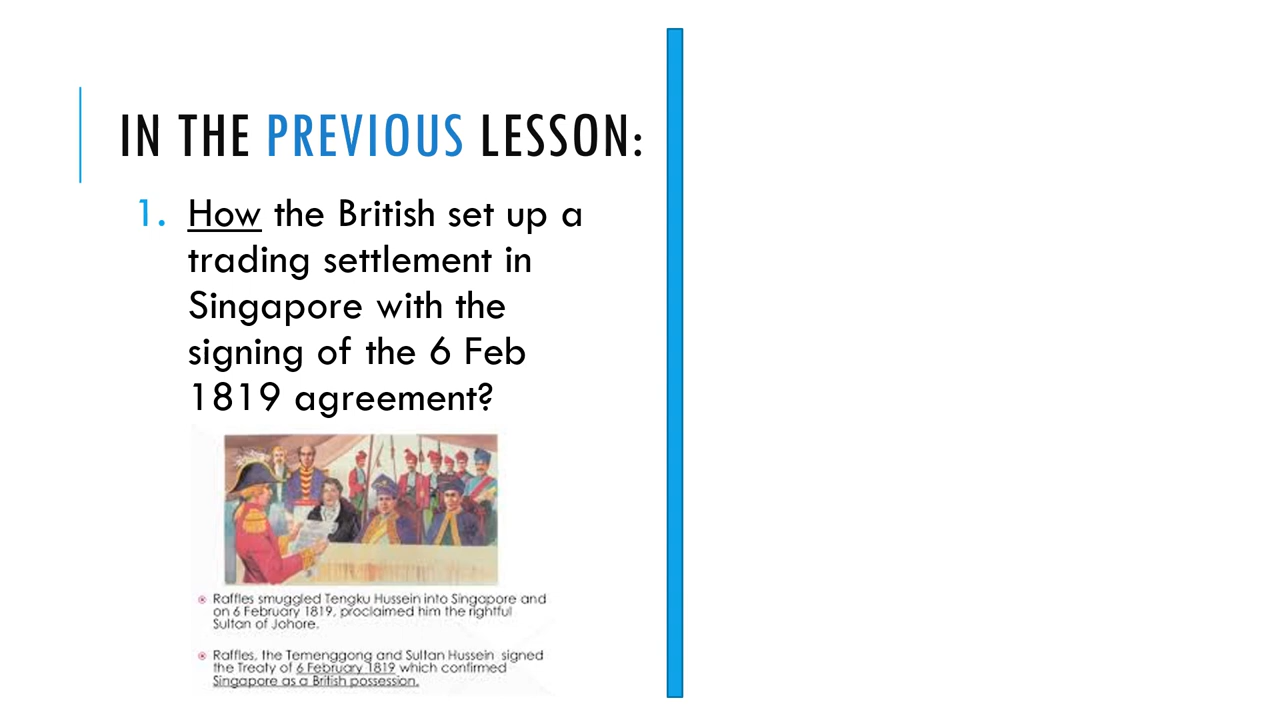 IN THE PREVIOUS LESSON:
1. How the British set up a
trading settlement in
Singapore with the
signing of the 6 Feb
1819 agreement?
Raffles smuggled Tengku Hussein into Singapore and
on 6 February 1819, proclaimed him the rightful
Sultan of Johore.
Raffles, the Temenggong and Sultan Hussein signed
the Treaty of 6 February 1819 which confirmed
Singapore as a British possession.